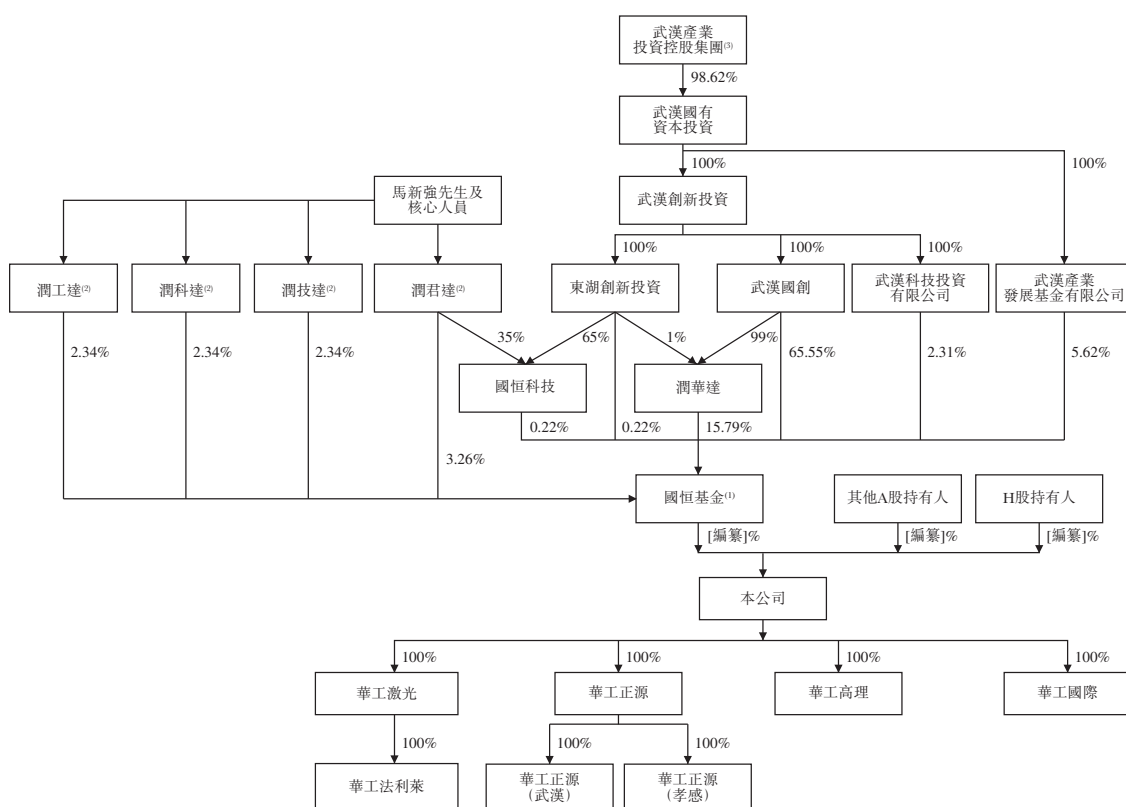 武漢產業
投資控股集團(3)
98.62%
武漢國有
資本投資
100%
100%
武漢創新投資
馬新強先生及
核心人員
100%
100%
100%
潤工達(2)
潤科達(2)
潤技達(2)
潤君達(2)
東湖創新投資
武漢國創
武漢科技投資
有限公司
武漢產業
發展基金有限公司
2.34%
2.34%
2.34%
35%
65%
1%
99%
65.55%
2.31%
5.62%
國恒科技
潤華達
0.22%
0.22%
15.79%
3.26%
國恒基金(1)
其他A股持有人
H股持有人
[編纂]%
[編纂]%
[編纂]%
本公司
100%
100%
100%
100%
華工激光
華工正源
華工高理
華工國際
100%
100%
100%
華工法利萊
華工正源
（武漢）
華工正源
（孝感）